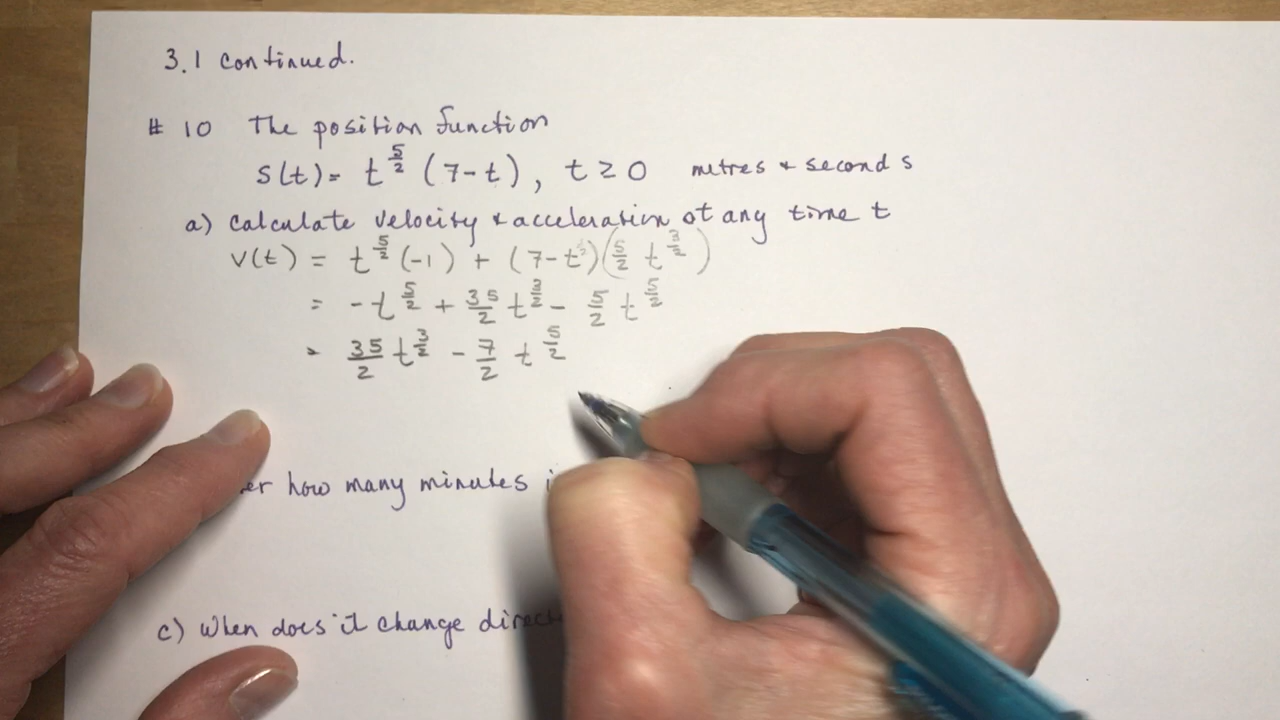 3.1 continued.
# 10 The position function
s(t) = t^{5/2} (7-t), t ≥ 0 metres + seconds
a) calculate velocity + acceleration at any time t
v(t) = t^{5/2} (-1) + (7-t)(5/2 t^{3/2})
= -t^{5/2} + 35/2 t^{3/2} - 5/2 t^{5/2}
= 35/2 t^{3/2} - 7/2 t^{5/2}
how many minutes
c) When does it change